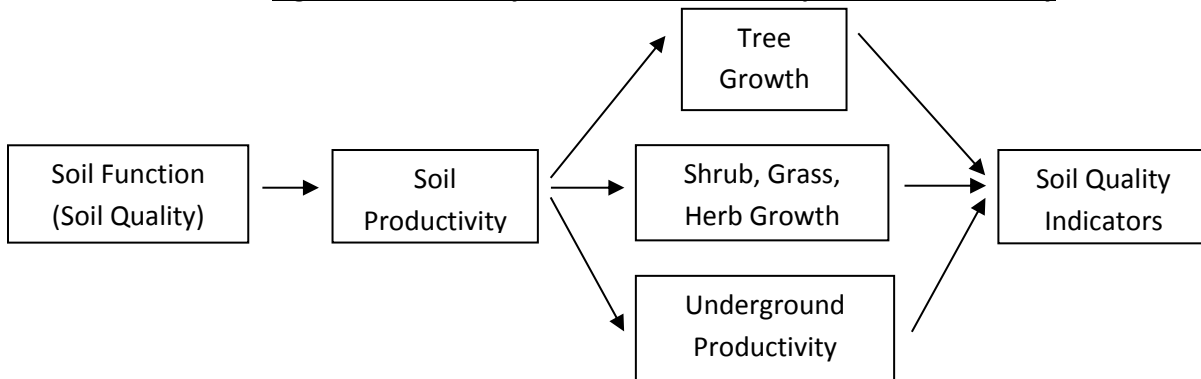 Tree
Growth
Soil Function
(Soil Quality)
Soil
Productivity
Shrub, Grass,
Herb Growth
Soil Quality
Indicators
Underground
Productivity